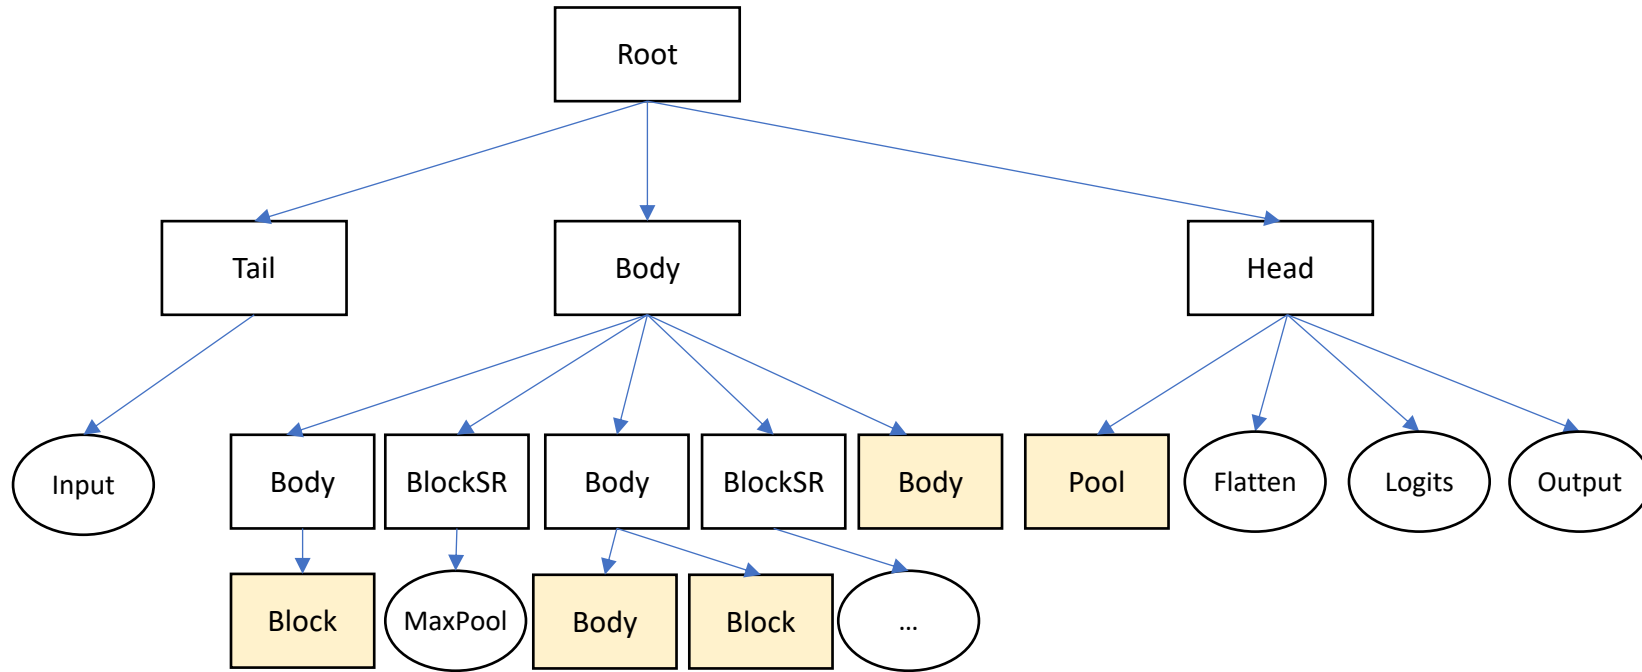 Root
Tail
Body
Head
Input
Body
BlockSR
Body
BlockSR
Body
Pool
Flatten
Logits
Output
Block
MaxPool
Body
Block
...